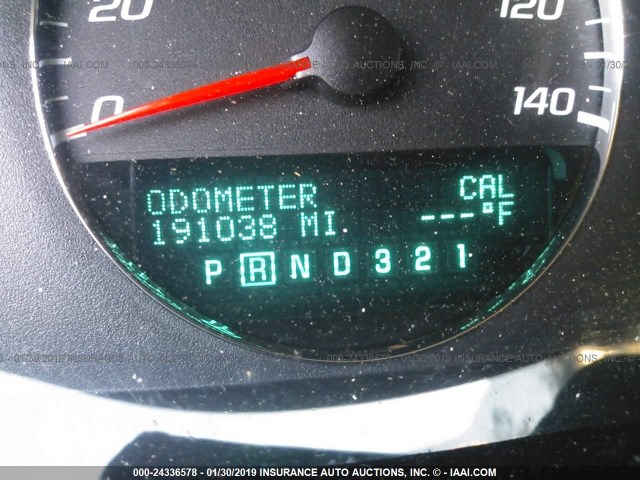 20
120
0
140
ODOMETER
CAL
191038 MI
---°F
P R N D 3 2 1
000-24336578 - 01/30/2019 INSURANCE AUTO AUCTIONS, INC. © - IAAI.COM